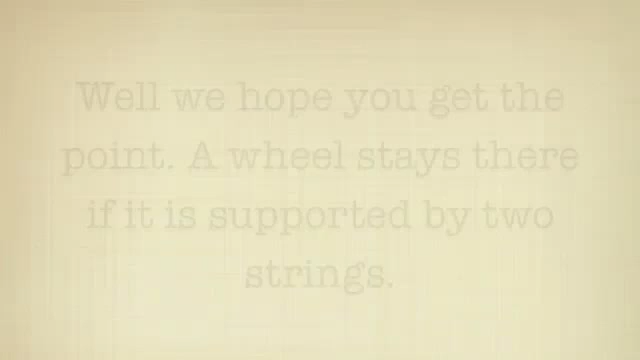 Well we hope you get the
point. A wheel stays there
if it is supported by two
strings.